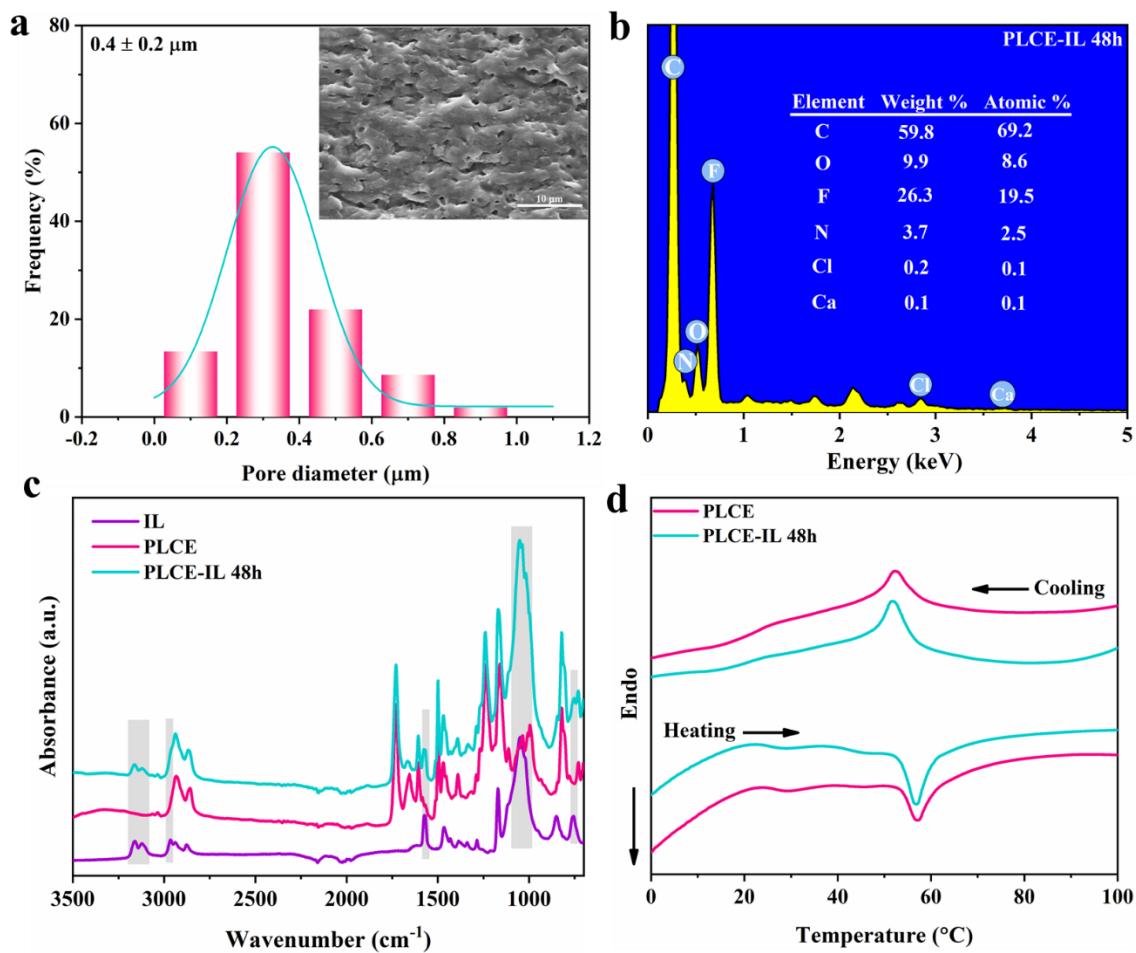 a
0.4 ± 0.2 μm
80
60
40
20
0
Frequency (%)
10 μm
-0.2 0.0 0.2 0.4 0.6 0.8 1.0 1.2
Pore diameter (μm)
b
PLCE-IL 48h
Element Weight % Atomic %
C 59.8 69.2
O 9.9 8.6
F 26.3 19.5
N 3.7 2.5
Cl 0.2 0.1
Ca 0.1 0.1
C
F
O
N
Cl
Ca
0 1 2 3 4 5
Energy (keV)
c
IL
PLCE
PLCE-IL 48h
Absorbance (a.u.)
3500 3000 2500 2000 1500 1000
Wavenumber (cm⁻¹)
d
PLCE
PLCE-IL 48h
Cooling
Heating
Endo
0 20 40 60 80 100
Temperature (°C)